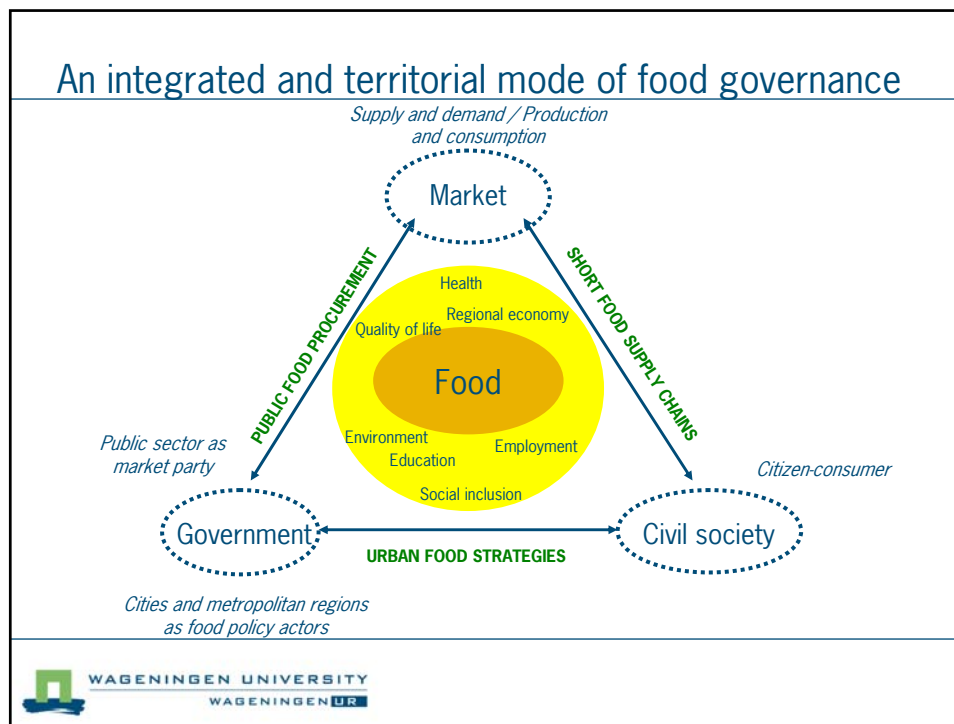 An integrated and territorial mode of food governance
Supply and demand / Production
and consumption
Market
PUBLIC FOOD PROCUREMENT
SHORT FOOD SUPPLY CHAINS
Health
Regional economy
Quality of life
Food
Environment
Employment
Education
Social inclusion
Public sector as
market party
Citizen-consumer
Government
Civil society
URBAN FOOD STRATEGIES
Cities and metropolitan regions
as food policy actors
WAGENINGEN UNIVERSITY
WAGENINGEN UR